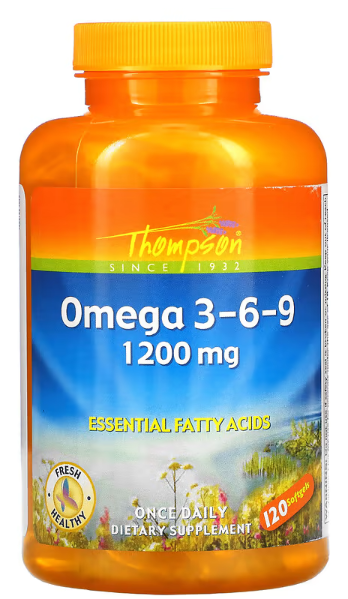 Thompson®
SINCE 1932
Omega 3-6-9
1200 mg
ESSENTIAL FATTY ACIDS
FRESH
HEALTHY
ONCE DAILY
DIETARY SUPPLEMENT
120 Softgels